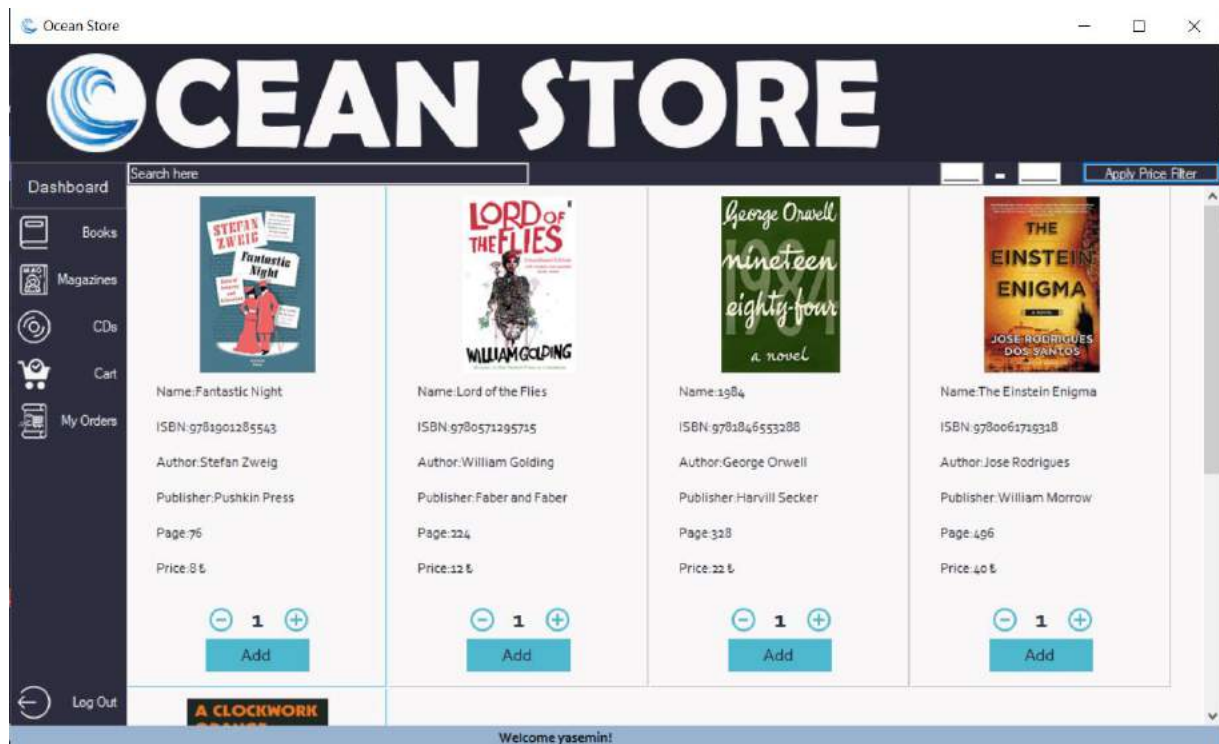 Ocean Store
OCEAN STORE
Dashboard
Search here
-
Apply Price Filter
Books
Magazines
CDs
Cart
My Orders
Log Out
STEFAN
ZWEIG
Fantastic
Night
Name:Fantastic Night
ISBN:9781901285543
Author:Stefan Zweig
Publisher:Pushkin Press
Page:76
Price:8₺
1
Add
LORD OF
THE FLIES
WILLIAM GOLDING
Name:Lord of the Flies
ISBN:9780571295715
Author:William Golding
Publisher:Faber and Faber
Page:224
Price:12₺
1
Add
George Orwell
1984
nineteen
eighty-four
a novel
Name:1984
ISBN:9781846553288
Author:George Orwell
Publisher:Harvill Secker
Page:328
Price:22₺
1
Add
THE
EINSTEIN
ENIGMA
A NOVEL
JOSE RODRIGUES
DOS SANTOS
Name:The Einstein Enigma
ISBN:9780061719318
Author:Jose Rodrigues
Publisher:William Morrow
Page:496
Price:40₺
1
Add
A CLOCKWORK
ORANGE
Welcome yasemin!